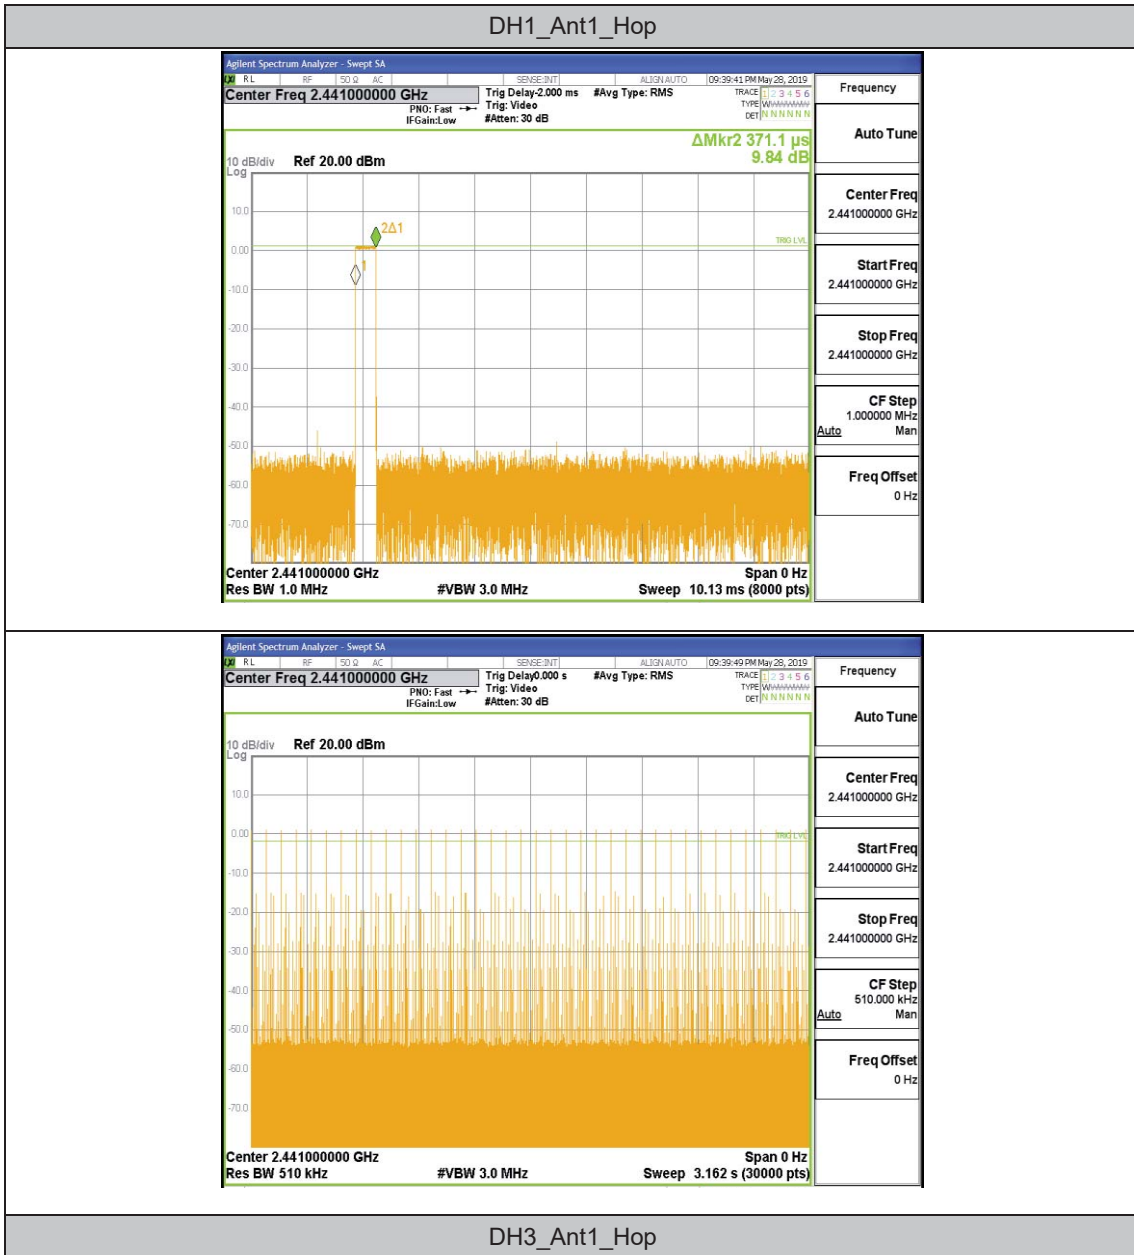 DH1_Ant1_Hop
Agilent Spectrum Analyzer - Swept SA
LXI RL RF 50 Ω AC SENSE:INT ALIGN AUTO 09:39:41 PM May 28, 2019
Center Freq 2.441000000 GHz Trig Delay-2.000 ms #Avg Type: RMS TRACE 1 2 3 4 5 6
PNO: Fast Trig: Video TYPE W
IFGain:Low #Atten: 30 dB DET N N N N N N
ΔMkr2 371.1 µs
9.84 dB
10 dB/div Ref 20.00 dBm
Log
10.0
2Δ1
TRIG LVL
0.00
1
-10.0
-20.0
-30.0
-40.0
-50.0
-60.0
-70.0
Center 2.441000000 GHz Span 0 Hz
Res BW 1.0 MHz #VBW 3.0 MHz Sweep 10.13 ms (8000 pts)
Frequency
Auto Tune
Center Freq
2.441000000 GHz
Start Freq
2.441000000 GHz
Stop Freq
2.441000000 GHz
CF Step
1.000000 MHz
Auto Man
Freq Offset
0 Hz
Agilent Spectrum Analyzer - Swept SA
LXI RL RF 50 Ω AC SENSE:INT ALIGN AUTO 09:39:49 PM May 28, 2019
Center Freq 2.441000000 GHz Trig Delay0.000 s #Avg Type: RMS TRACE 1 2 3 4 5 6
PNO: Fast Trig: Video TYPE W
IFGain:Low #Atten: 30 dB DET N N N N N N
10 dB/div Ref 20.00 dBm
Log
10.0
0.00
TRIG LVL
-10.0
-20.0
-30.0
-40.0
-50.0
-60.0
-70.0
Center 2.441000000 GHz Span 0 Hz
Res BW 510 kHz #VBW 3.0 MHz Sweep 3.162 s (30000 pts)
Frequency
Auto Tune
Center Freq
2.441000000 GHz
Start Freq
2.441000000 GHz
Stop Freq
2.441000000 GHz
CF Step
510.000 kHz
Auto Man
Freq Offset
0 Hz
DH3_Ant1_Hop